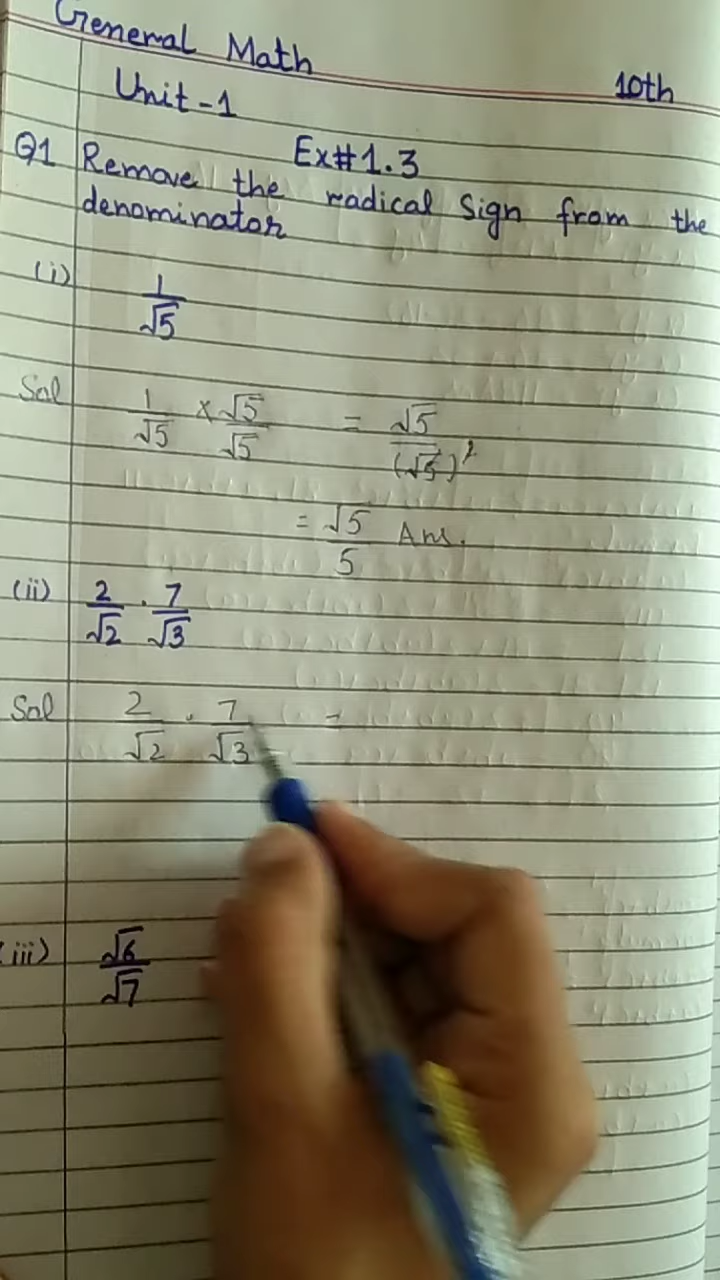 General Math
10th
Unit-1
Ex#1.3
Q1 Remove the radical Sign from the
denominator
(i) 1/√5
Sol 1/√5 × √5/√5 = √5/(√5)²
= √5/5 Ans.
(ii) 2/√2 · 7/√3
Sol 2/√2 · 7/√3 =
(iii) √6/√7